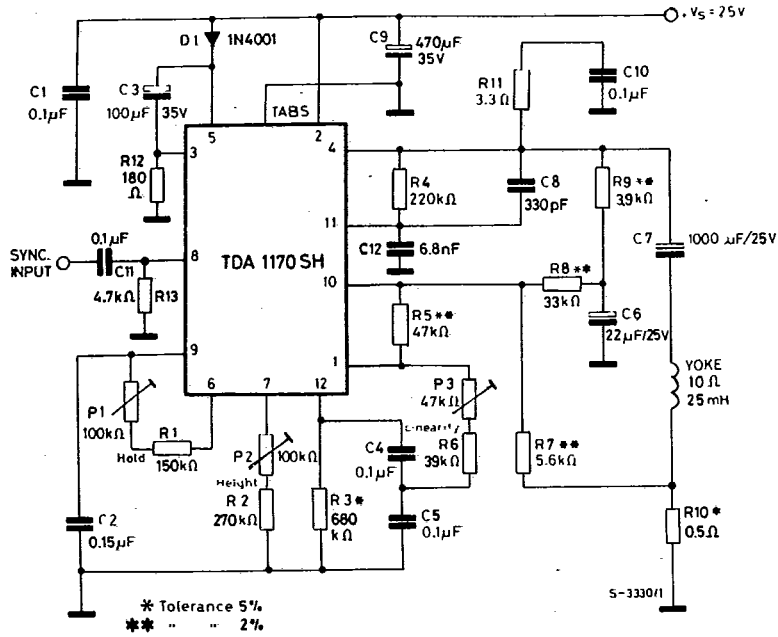 + Vs = 25V
D1 1N4001
C9 470µF
35V
C1
0.1µF
C3
100µF 35V
R11
3.3Ω
C10
0.1µF
TABS
5
2
3
4
R12
180
Ω
R4
220kΩ
C8
330pF
R9**
3.9kΩ
C7
1000 µF/25V
11
C12
6.8nF
0.1µF
SYNC.
INPUT
C11
8
TDA 1170 SH
10
R8**
33kΩ
4.7kΩ R13
R5**
47kΩ
C6
22µF/25V
9
1
P1
100kΩ
Hold
R1
150kΩ
6
7
12
P3
47kΩ
Linearity
YOKE
10Ω
25mH
P2 100kΩ
Height
C4
0.1µF
R6
39kΩ
R7**
5.6kΩ
C2
0.15µF
R2
270kΩ
R3*
680
kΩ
C5
0.1µF
R10*
0.5Ω
S-3330/1
* Tolerance 5%
** " " 2%